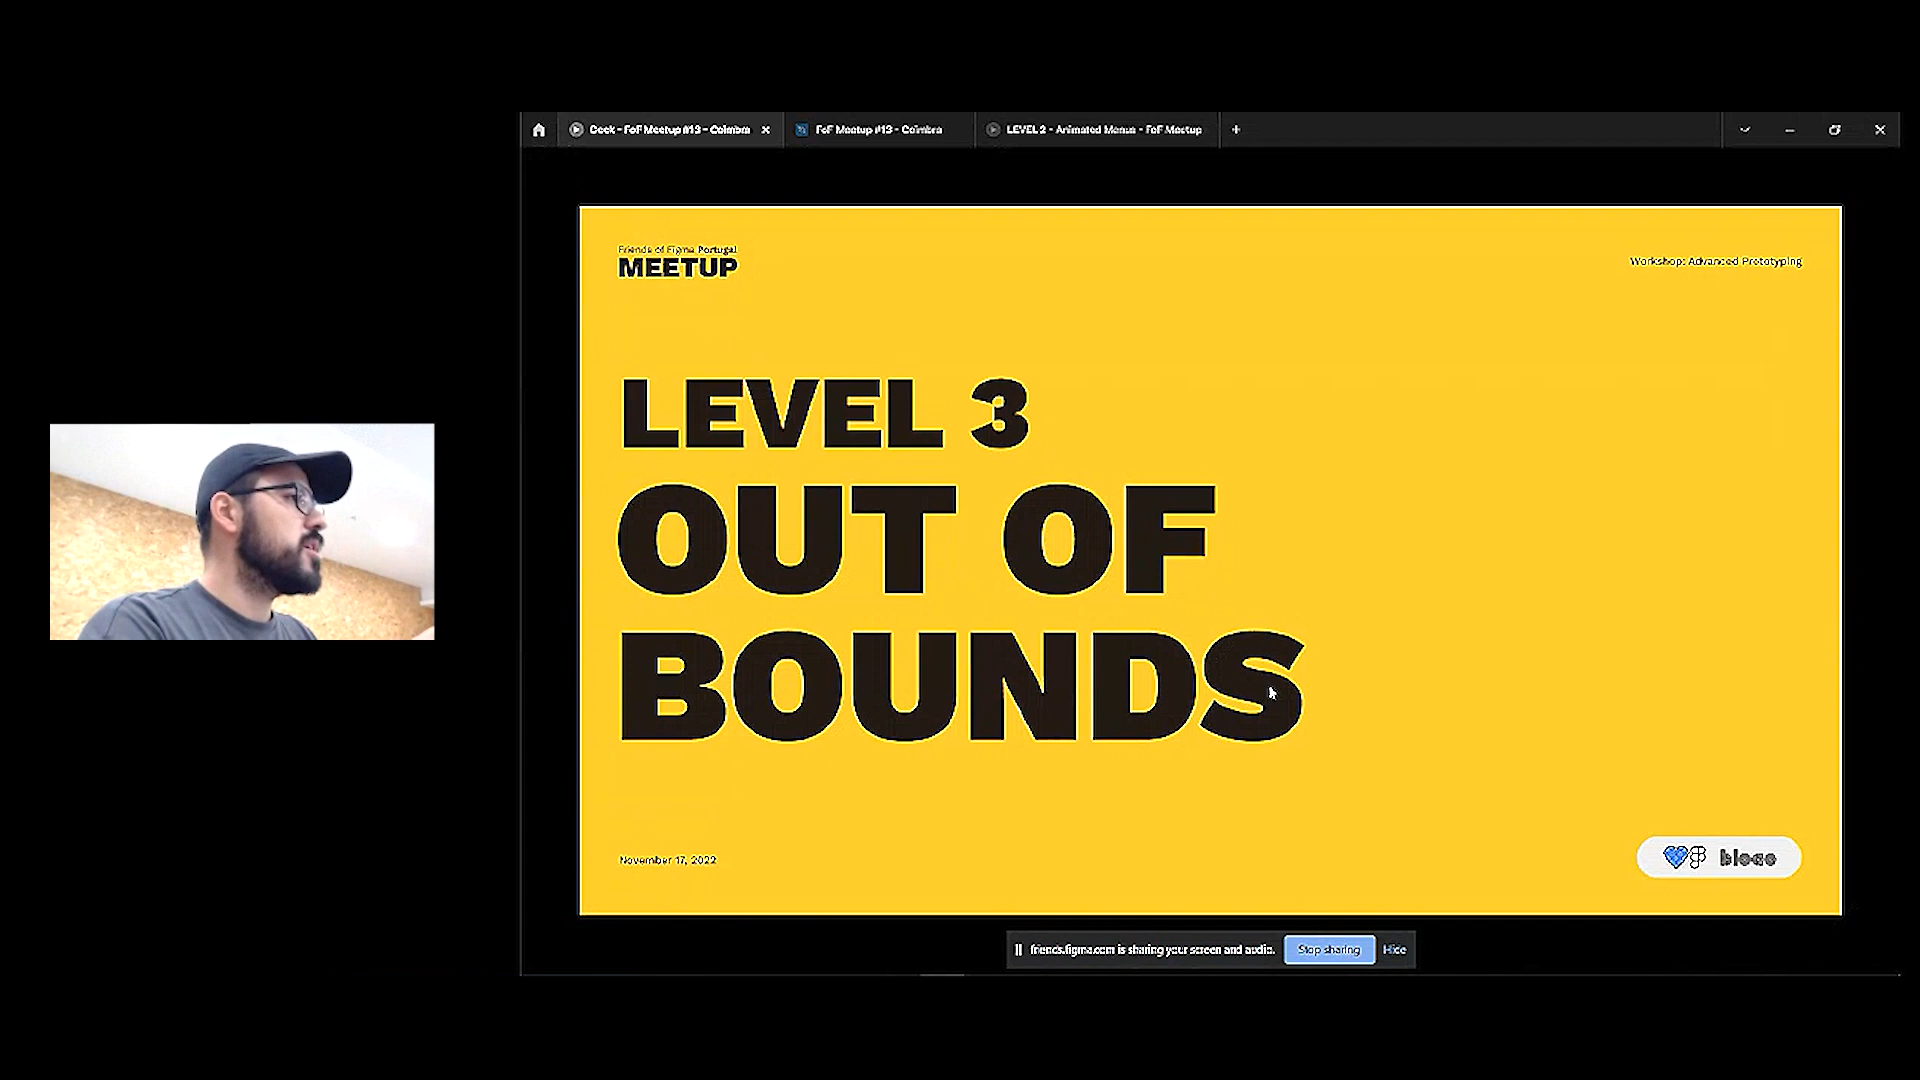 Deck - FoF Meetup #13 - Coimbra
FoF Meetup #13 - Coimbra
LEVEL 2 - Animated Menus - FoF Meetup
Friends of Figma Portugal
MEETUP
Workshop: Advanced Prototyping
LEVEL 3
OUT OF
BOUNDS
November 17, 2022
bloco
friends.figma.com is sharing your screen and audio.
Stop sharing
Hide